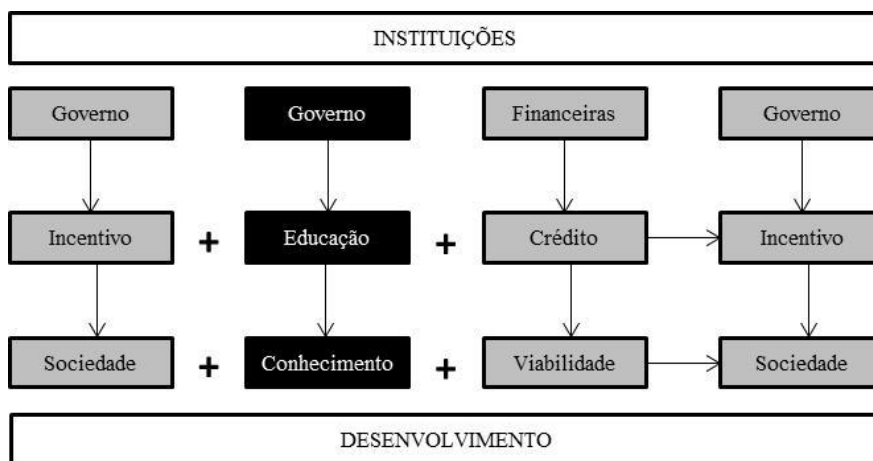 INSTITUIÇÕES
Governo Governo Financeiras Governo
Incentivo + Educação + Crédito Incentivo
Sociedade + Conhecimento + Viabilidade Sociedade
DESENVOLVIMENTO